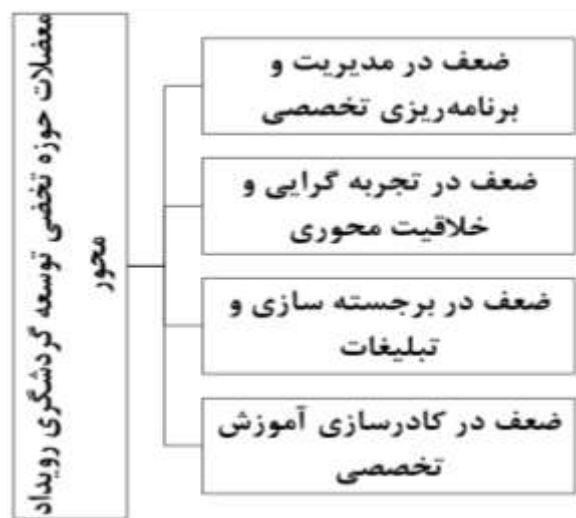 معضلات حوزه تخضی توسعه گردشگری رویداد
محور
ضعف در مدیریت و
برنامه‌ریزی تخصصی
ضعف در تجربه گرایی و
خلاقیت محوری
ضعف در برجسته سازی و
تبلیغات
ضعف در کادرسازی آموزش
تخصصی